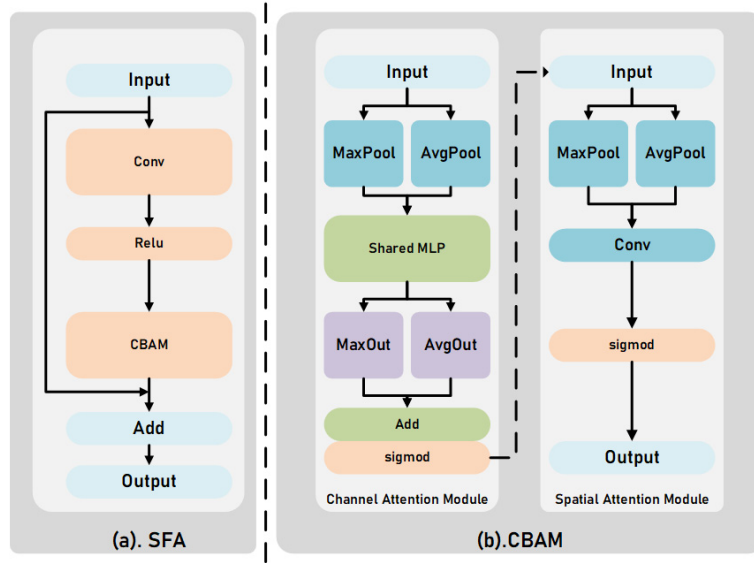 Input
Conv
Relu
CBAM
Add
Output
(a). SFA
Input
MaxPool AvgPool
Shared MLP
MaxOut AvgOut
Add
sigmod
Channel Attention Module
Input
MaxPool AvgPool
Conv
sigmod
Output
Spatial Attention Module
(b).CBAM